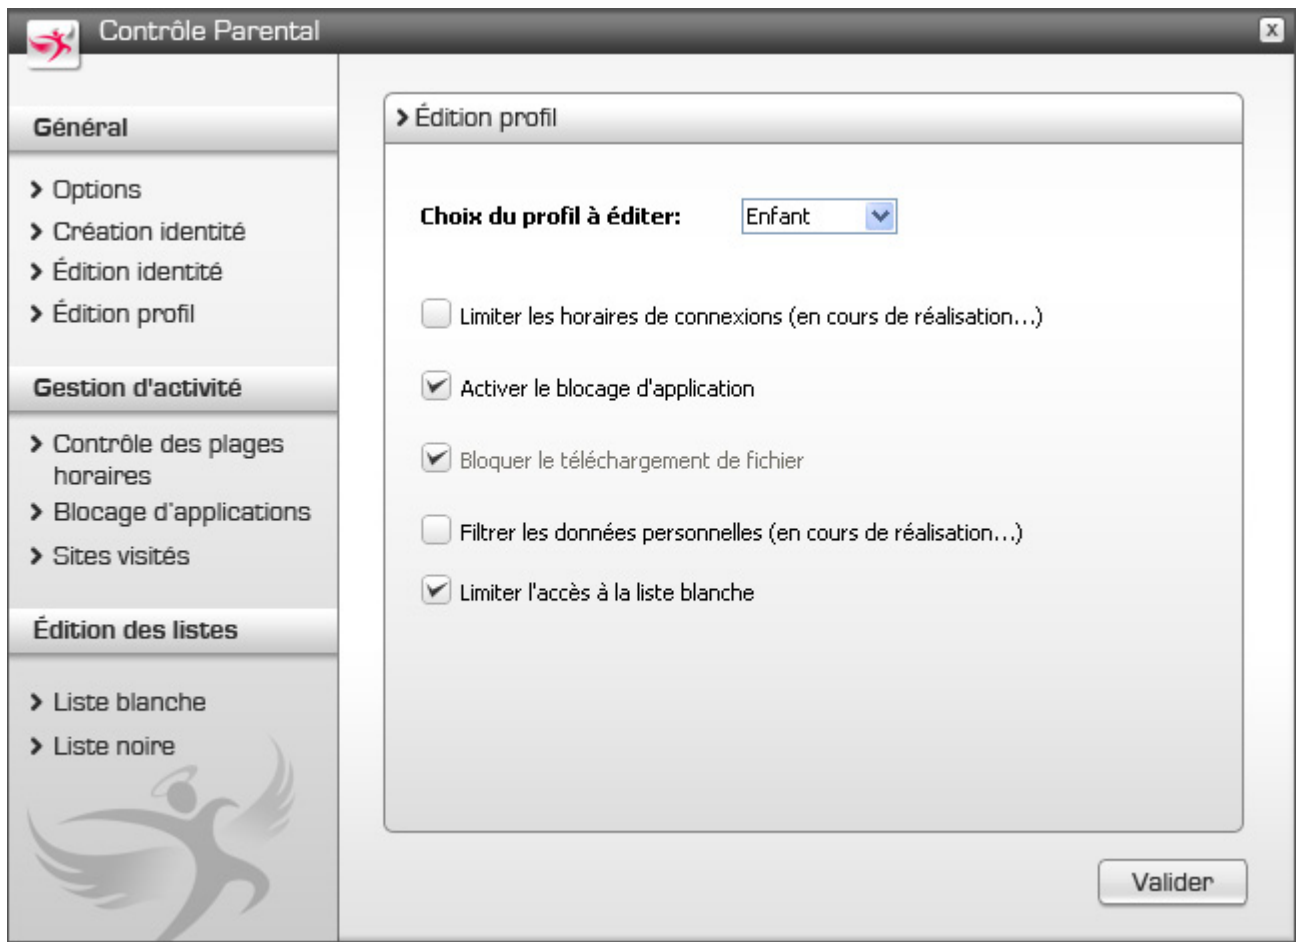 Contrôle Parental
x
Général
Options
Création identité
Édition identité
Édition profil
Gestion d'activité
Contrôle des plages
horaires
Blocage d'applications
Sites visités
Édition des listes
Liste blanche
Liste noire
Édition profil
Choix du profil à éditer: Enfant
Limiter les horaires de connexions (en cours de réalisation...)
Activer le blocage d'application
Bloquer le téléchargement de fichier
Filtrer les données personnelles (en cours de réalisation...)
Limiter l'accès à la liste blanche
Valider